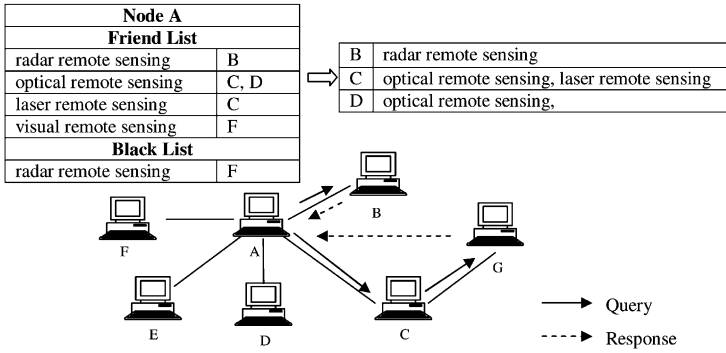 Node A
Friend List
radar remote sensing B
optical remote sensing C, D
laser remote sensing C
visual remote sensing F
Black List
radar remote sensing F
B radar remote sensing
C optical remote sensing, laser remote sensing
D optical remote sensing,
B
F
A
G
E
D
C
Query
Response